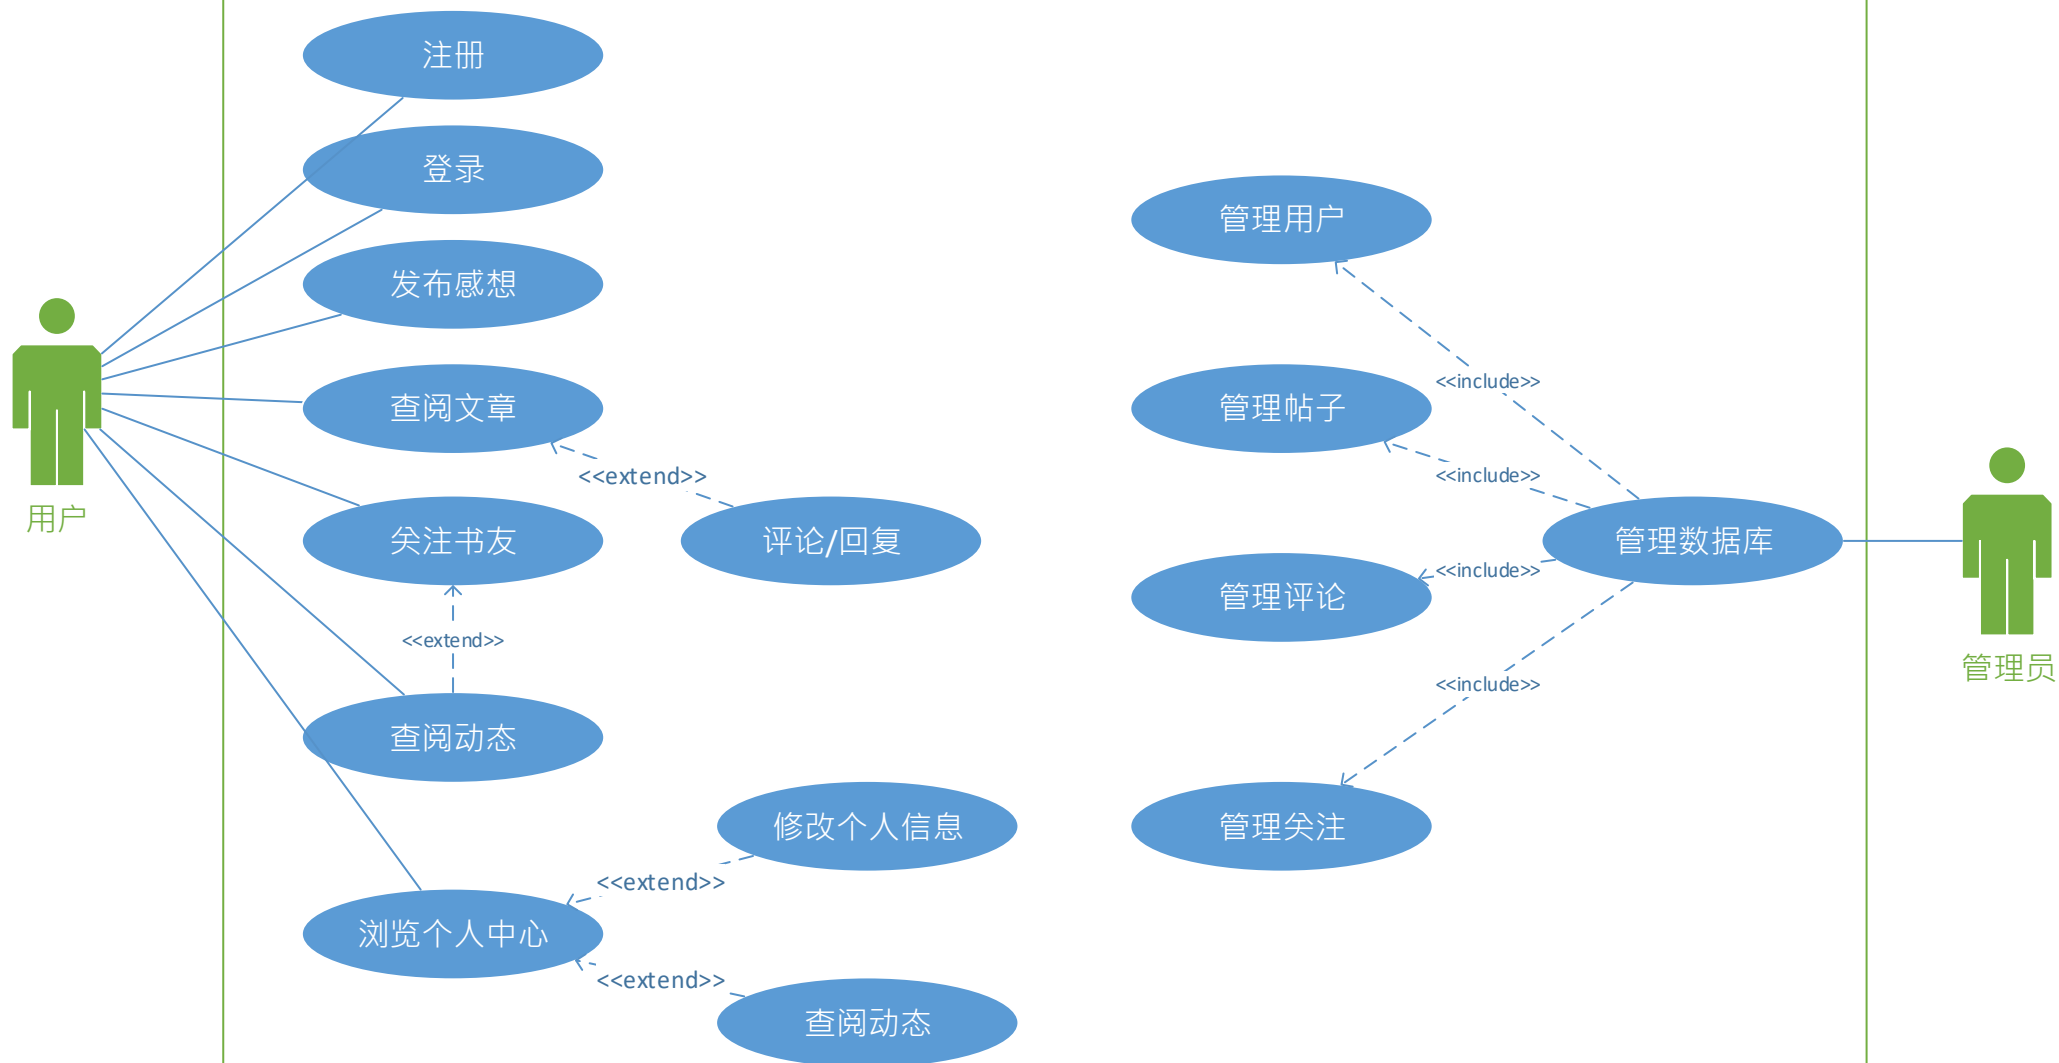 注册
登录
发布感想
查阅文章
<<extend>>
关注书友
评论/回复
用户
<<extend>>
查阅动态
修改个人信息
<<extend>>
浏览个人中心
<<extend>>
查阅动态
管理用户
<<include>>
管理帖子
<<include>>
管理数据库
<<include>>
管理评论
<<include>>
管理关注
管理员